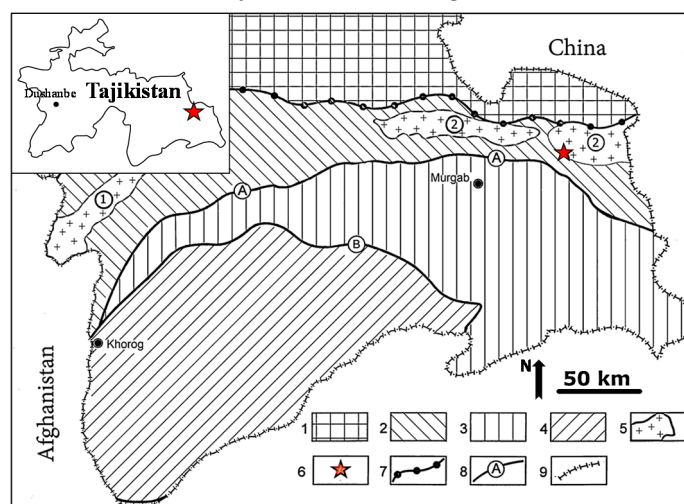 China
Dushanbe
Tajikistan
2
2
A
A
Murgab
1
B
Khorog
Afghanistan
N
50 km
1
2
3
4
5
6
7
8
A
9